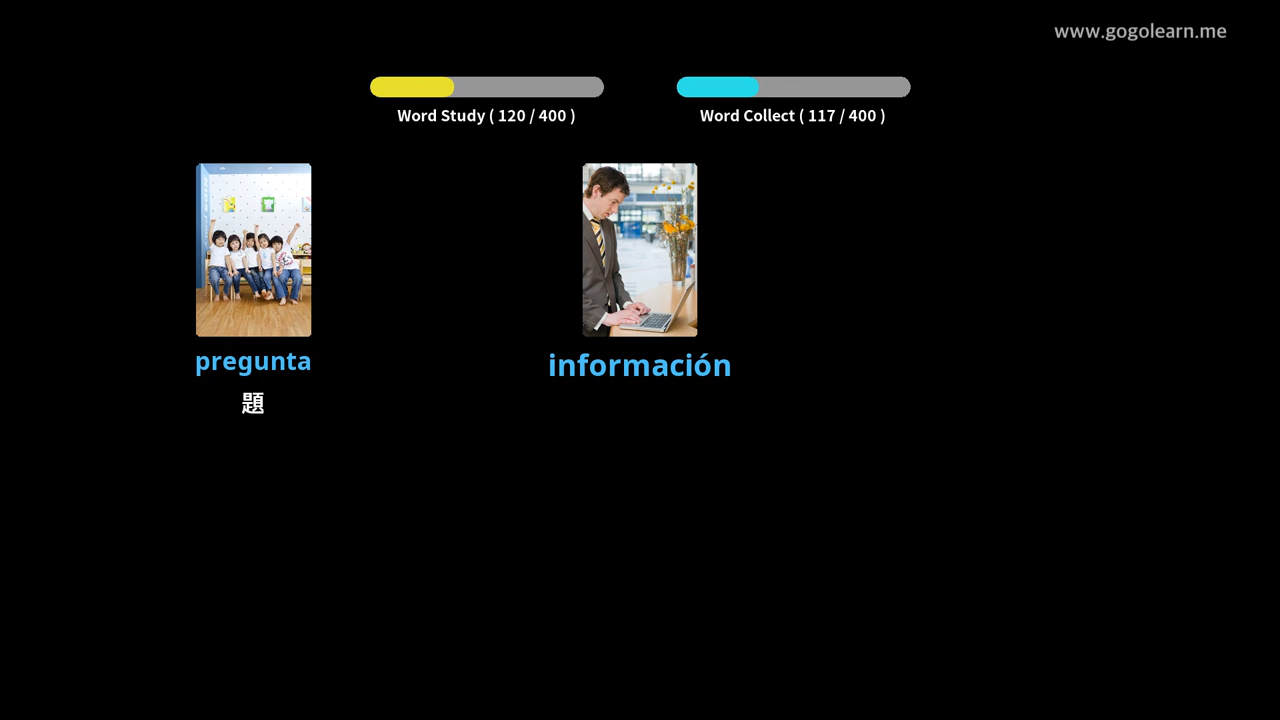 www.gogolearn.me
Word Study ( 120 / 400 )
Word Collect ( 117 / 400 )
pregunta
información
題